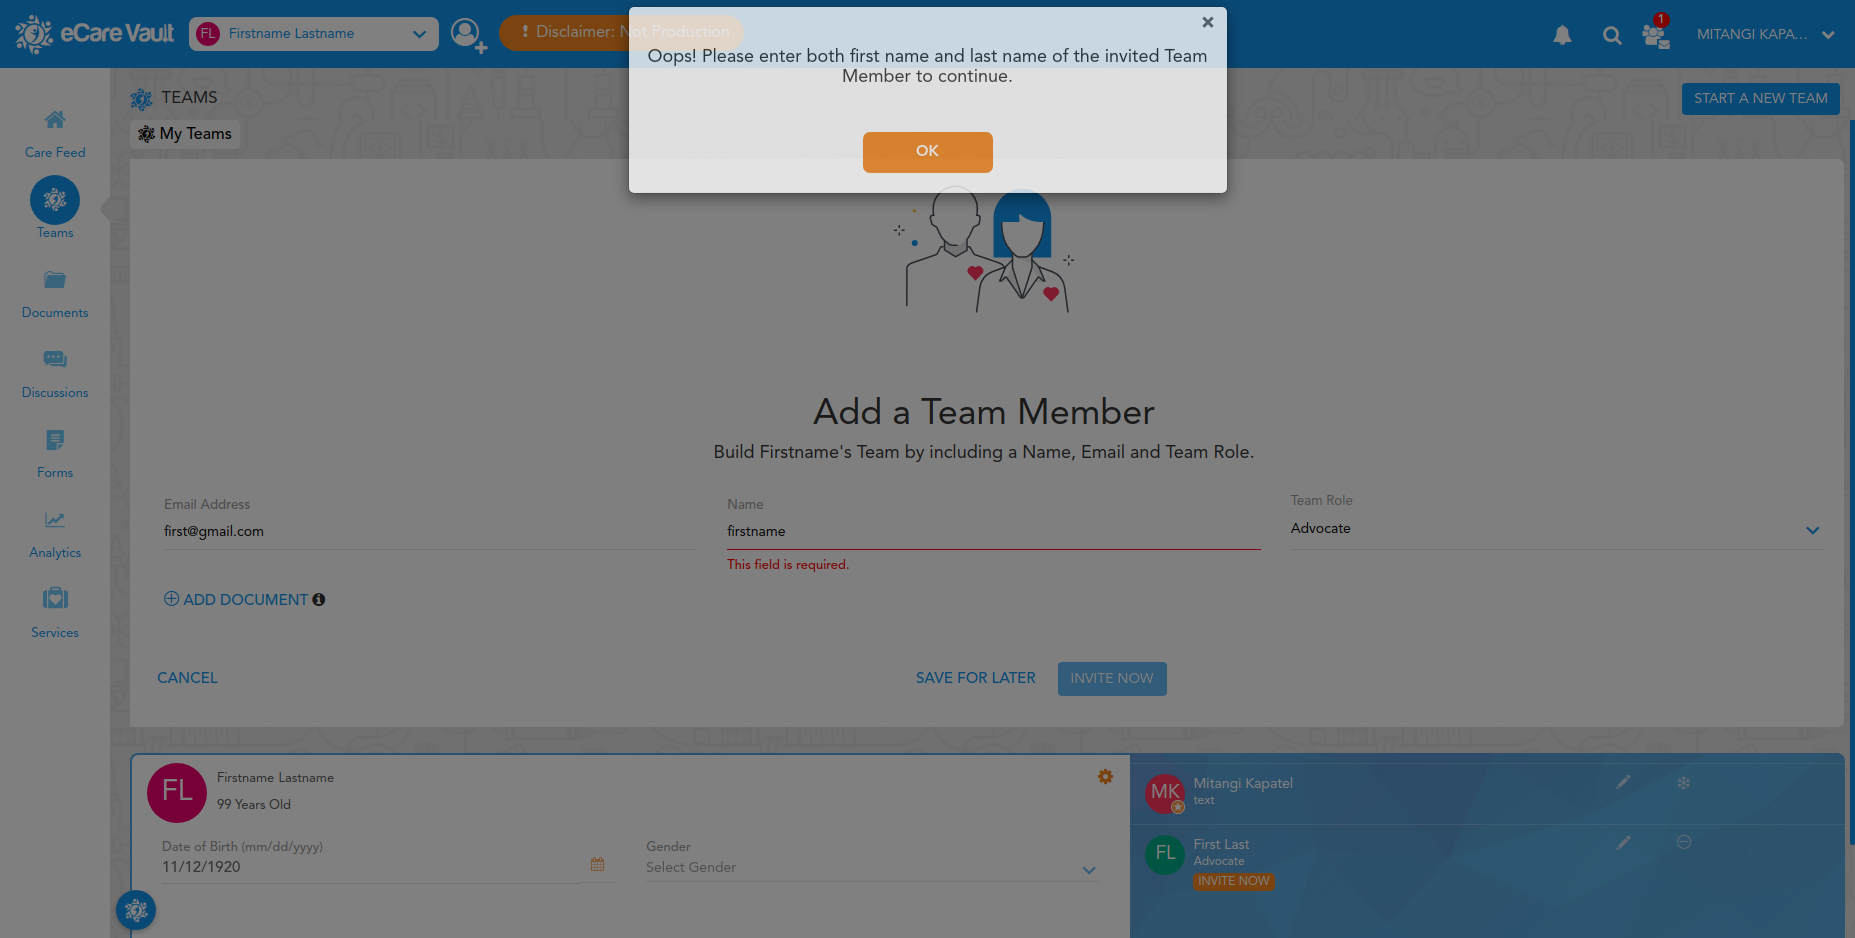 eCare Vault
FL Firstname Lastname
! Disclaimer: Not Production
1
MITANGI KAPA...
×
Oops! Please enter both first name and last name of the invited Team
Member to continue.
OK
TEAMS
START A NEW TEAM
My Teams
Care Feed
Teams
Documents
Discussions
Forms
Analytics
Services
Add a Team Member
Build Firstname's Team by including a Name, Email and Team Role.
Email Address
first@gmail.com
Name
firstname
This field is required.
Team Role
Advocate
ADD DOCUMENT
CANCEL
SAVE FOR LATER
INVITE NOW
FL
Firstname Lastname
99 Years Old
Date of Birth (mm/dd/yyyy)
11/12/1920
Gender
Select Gender
MK
Mitangi Kapatel
text
FL
First Last
Advocate
INVITE NOW